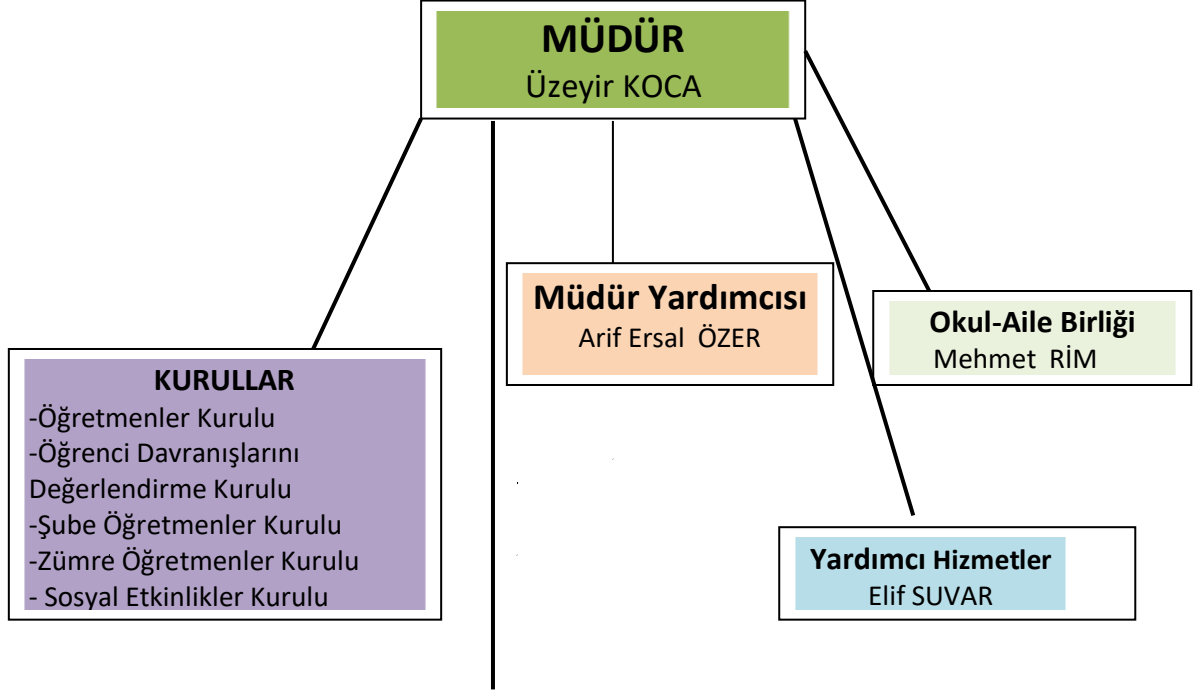 MÜDÜR
Üzeyir KOCA
Müdür Yardımcısı
Arif Ersal ÖZER
Okul-Aile Birliği
Mehmet RİM
KURULLAR
-Öğretmenler Kurulu
-Öğrenci Davranışlarını
Değerlendirme Kurulu
-Şube Öğretmenler Kurulu
-Zümre Öğretmenler Kurulu
- Sosyal Etkinlikler Kurulu
Yardımcı Hizmetler
Elif SUVAR